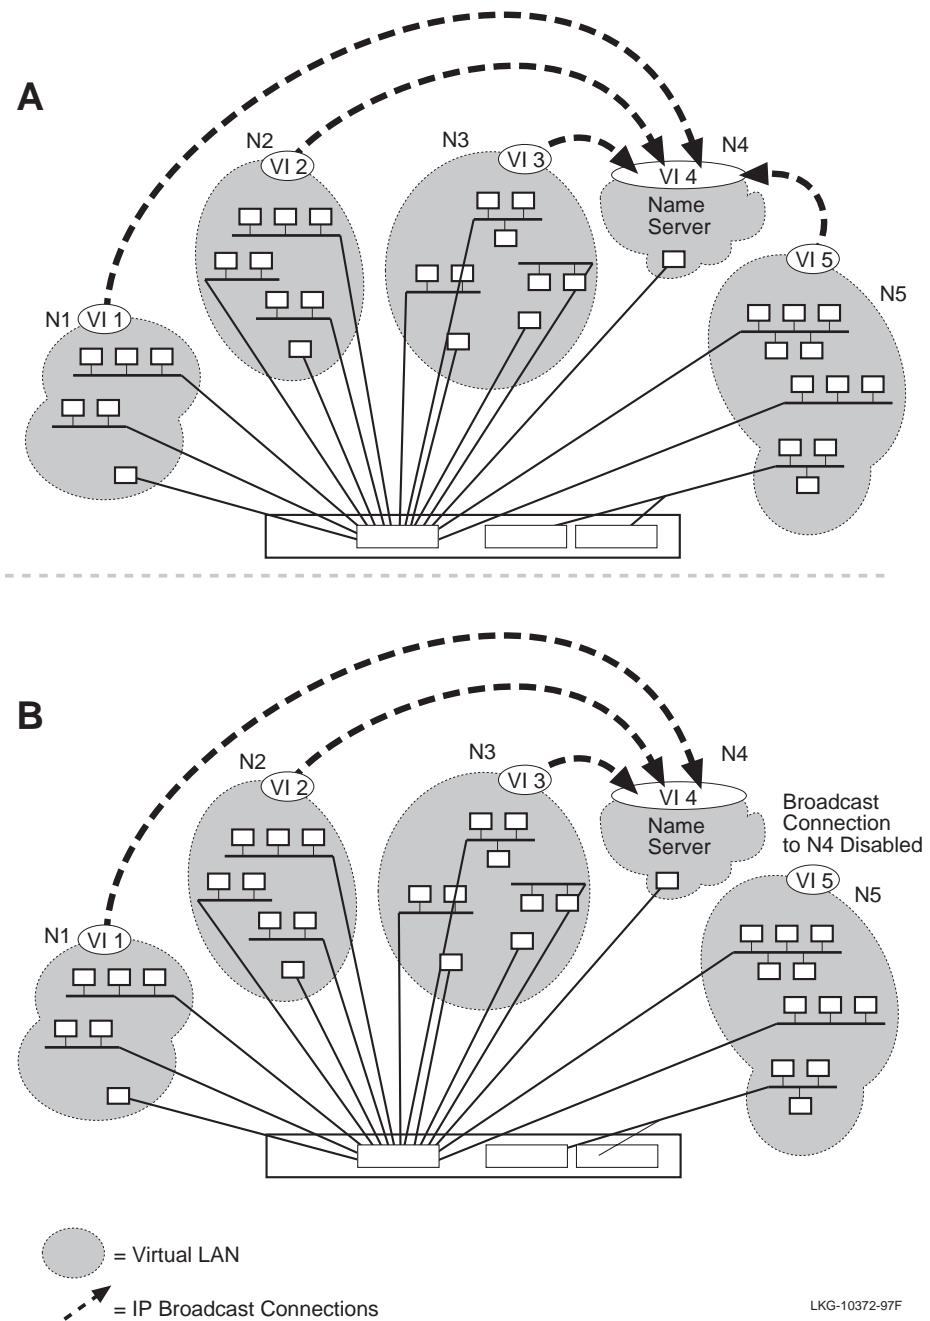 A
N2
VI 2
N3
VI 3
N4
VI 4
Name
Server
VI 5
N5
N1
VI 1
B
N2
VI 2
N3
VI 3
N4
VI 4
Name
Server
Broadcast
Connection
to N4 Disabled
VI 5
N5
N1
VI 1
= Virtual LAN
= IP Broadcast Connections
LKG-10372-97F